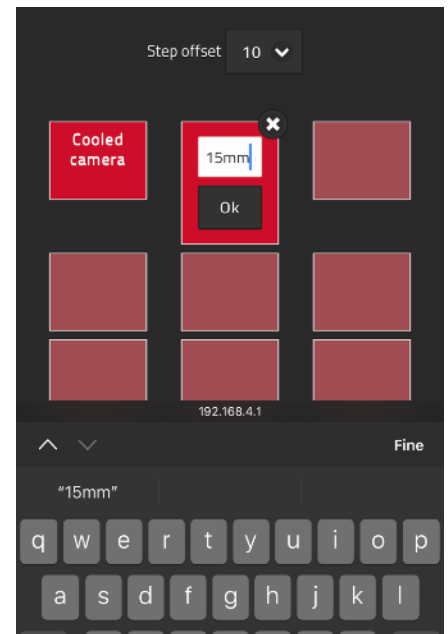 Step offset 10
Cooled
camera
15mm
Ok
192.168.4.1
Fine
"15mm"
q w e r t y u i o p
a s d f g h j k l